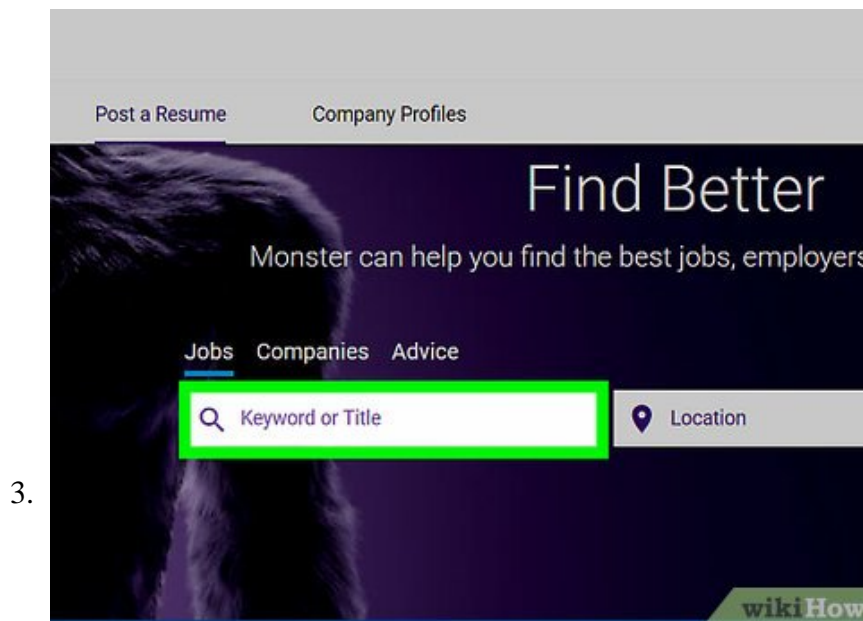 Post a Resume Company Profiles
Find Better
Monster can help you find the best jobs, employers
Jobs Companies Advice
Keyword or Title Location
3.
wikiHow